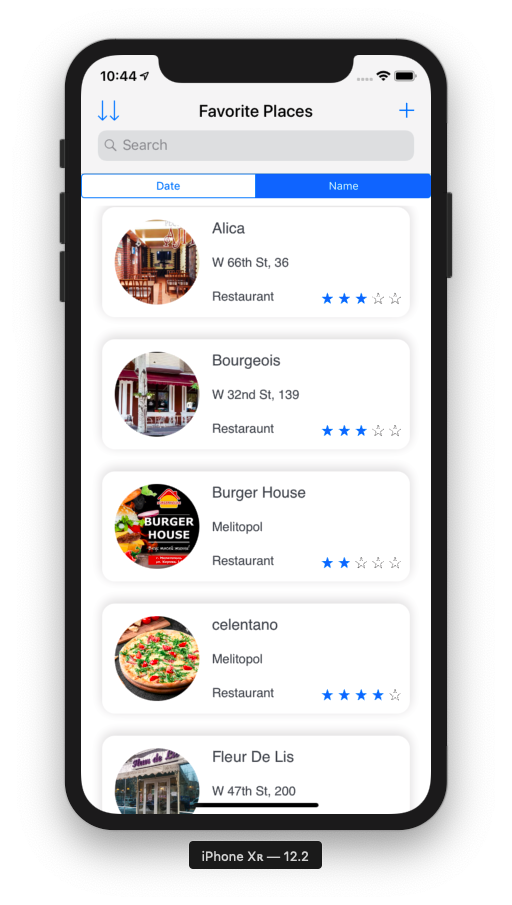 10:44
Favorite Places
Search
Date
Name
Alica
W 66th St, 36
Restaurant
Bourgeois
W 32nd St, 139
Restaraunt
BURGER
HOUSE
Burger House
Melitopol
Restaurant
celentano
Melitopol
Restaurant
Fleur de Lis
Fleur De Lis
W 47th St, 200
iPhone Xʀ — 12.2